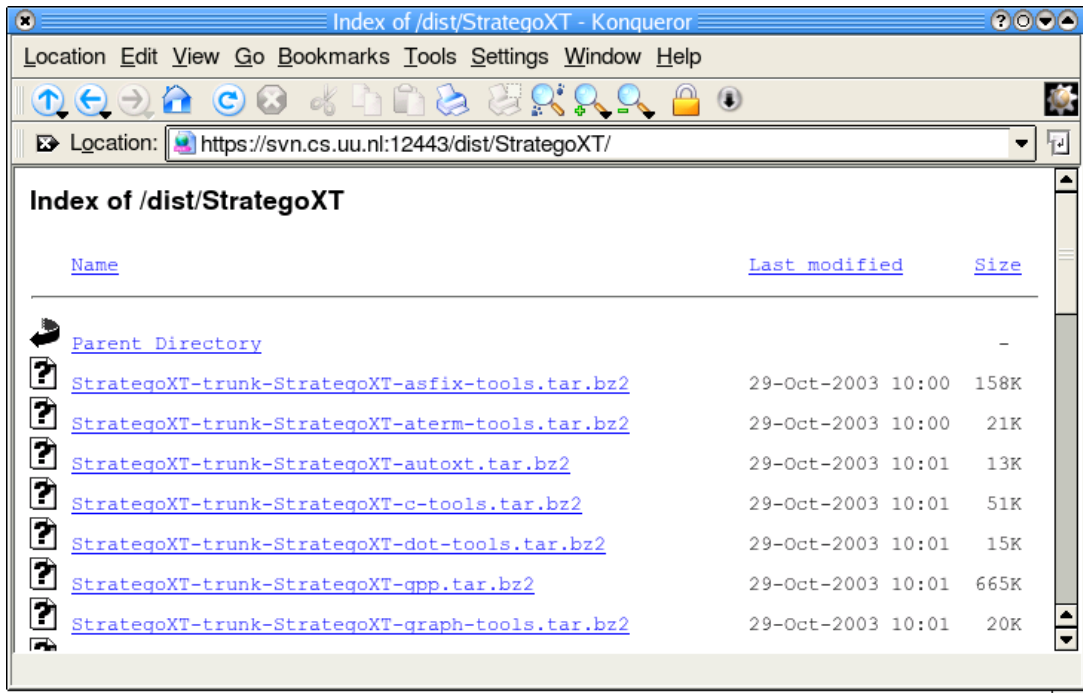 Index of /dist/StrategoXT - Konqueror
Location Edit View Go Bookmarks Tools Settings Window Help
Location: https://svn.cs.uu.nl:12443/dist/StrategoXT/
Index of /dist/StrategoXT
Name Last modified Size
Parent Directory -
StrategoXT-trunk-StrategoXT-asfix-tools.tar.bz2 29-Oct-2003 10:00 158K
StrategoXT-trunk-StrategoXT-aterm-tools.tar.bz2 29-Oct-2003 10:00 21K
StrategoXT-trunk-StrategoXT-autoxt.tar.bz2 29-Oct-2003 10:01 13K
StrategoXT-trunk-StrategoXT-c-tools.tar.bz2 29-Oct-2003 10:01 51K
StrategoXT-trunk-StrategoXT-dot-tools.tar.bz2 29-Oct-2003 10:01 15K
StrategoXT-trunk-StrategoXT-gpp.tar.bz2 29-Oct-2003 10:01 665K
StrategoXT-trunk-StrategoXT-graph-tools.tar.bz2 29-Oct-2003 10:01 20K